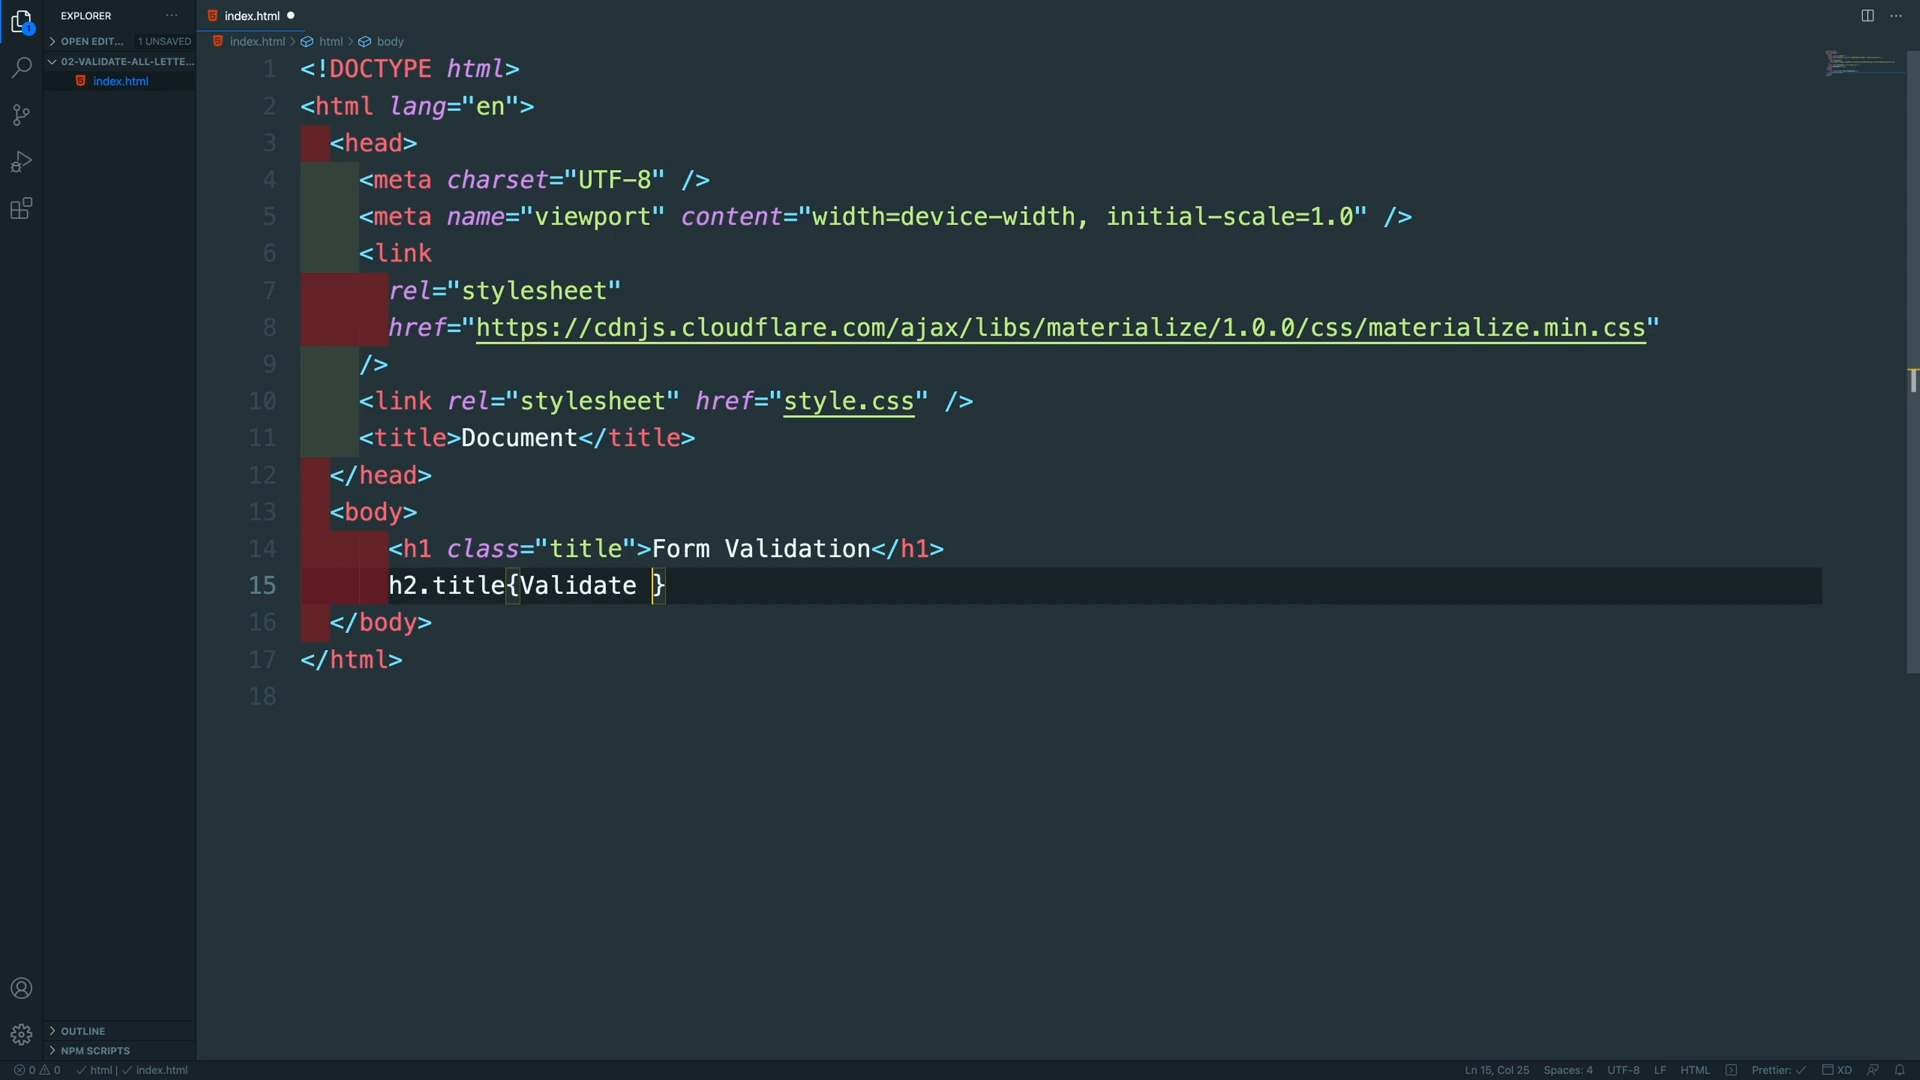 EXPLORER ...
index.html
OPEN EDIT... 1 UNSAVED
index.html > html > body
02-VALIDATE-ALL-LETTE...
index.html
1 <!DOCTYPE html>
2 <html lang="en">
3 <head>
4 <meta charset="UTF-8" />
5 <meta name="viewport" content="width=device-width, initial-scale=1.0" />
6 <link
7 rel="stylesheet"
8 href="https://cdnjs.cloudflare.com/ajax/libs/materialize/1.0.0/css/materialize.min.css"
9 />
10 <link rel="stylesheet" href="style.css" />
11 <title>Document</title>
12 </head>
13 <body>
14 <h1 class="title">Form Validation</h1>
15 h2.title{Validate }
16 </body>
17 </html>
18
OUTLINE
NPM SCRIPTS
0 0 html | index.html Ln 15, Col 25 Spaces: 4 UTF-8 LF HTML Prettier: XD